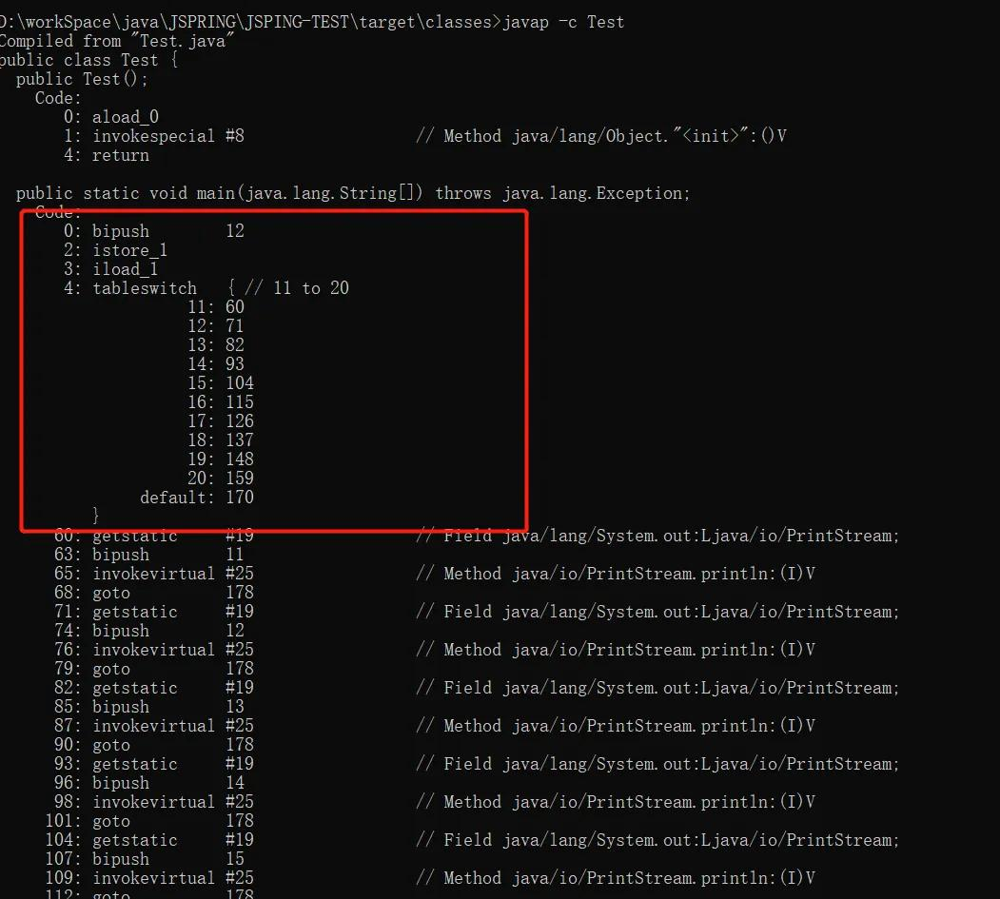 D:\workSpace\java\JSPRING\JSPING-TEST\target\classes>javap -c Test
Compiled from "Test.java"
public class Test {
  public Test();
    Code:
       0: aload_0
       1: invokespecial #8                  // Method java/lang/Object."<init>":()V
       4: return

  public static void main(java.lang.String[]) throws java.lang.Exception;
    Code:
       0: bipush        12
       2: istore_1
       3: iload_1
       4: tableswitch   { // 11 to 20
                    11: 60
                    12: 71
                    13: 82
                    14: 93
                    15: 104
                    16: 115
                    17: 126
                    18: 137
                    19: 148
                    20: 159
               default: 170
          }
      60: getstatic     #19                 // Field java/lang/System.out:Ljava/io/PrintStream;
      63: bipush        11
      65: invokevirtual #25                 // Method java/io/PrintStream.println:(I)V
      68: goto          178
      71: getstatic     #19                 // Field java/lang/System.out:Ljava/io/PrintStream;
      74: bipush        12
      76: invokevirtual #25                 // Method java/io/PrintStream.println:(I)V
      79: goto          178
      82: getstatic     #19                 // Field java/lang/System.out:Ljava/io/PrintStream;
      85: bipush        13
      87: invokevirtual #25                 // Method java/io/PrintStream.println:(I)V
      90: goto          178
      93: getstatic     #19                 // Field java/lang/System.out:Ljava/io/PrintStream;
      96: bipush        14
      98: invokevirtual #25                 // Method java/io/PrintStream.println:(I)V
     101: goto          178
     104: getstatic     #19                 // Field java/lang/System.out:Ljava/io/PrintStream;
     107: bipush        15
     109: invokevirtual #25                 // Method java/io/PrintStream.println:(I)V
     112: goto          178